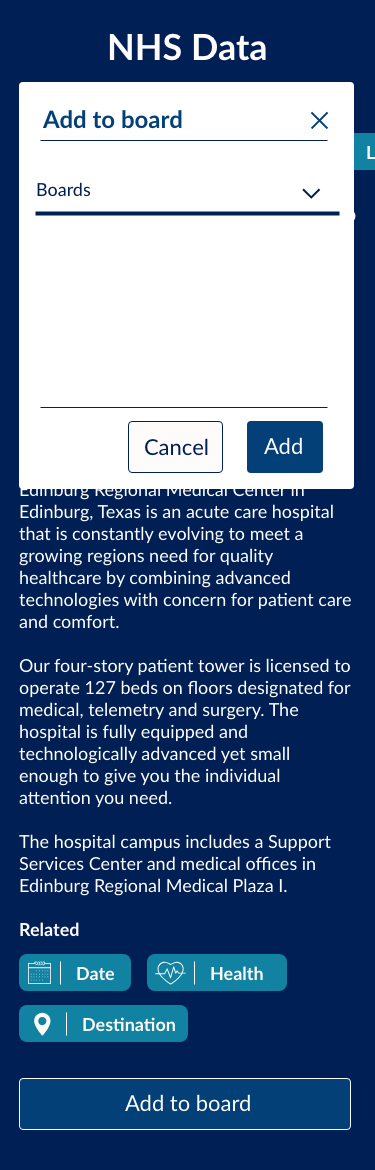 NHS Data
Add to board
L
Boards
Cancel
Add
Edinburg Regional Medical Center in
Edinburg, Texas is an acute care hospital
that is constantly evolving to meet a
growing regions need for quality
healthcare by combining advanced
technologies with concern for patient care
and comfort.
Our four-story patient tower is licensed to
operate 127 beds on floors designated for
medical, telemetry and surgery. The
hospital is fully equipped and
technologically advanced yet small
enough to give you the individual
attention you need.
The hospital campus includes a Support
Services Center and medical offices in
Edinburg Regional Medical Plaza I.
Related
Date
Health
Destination
Add to board